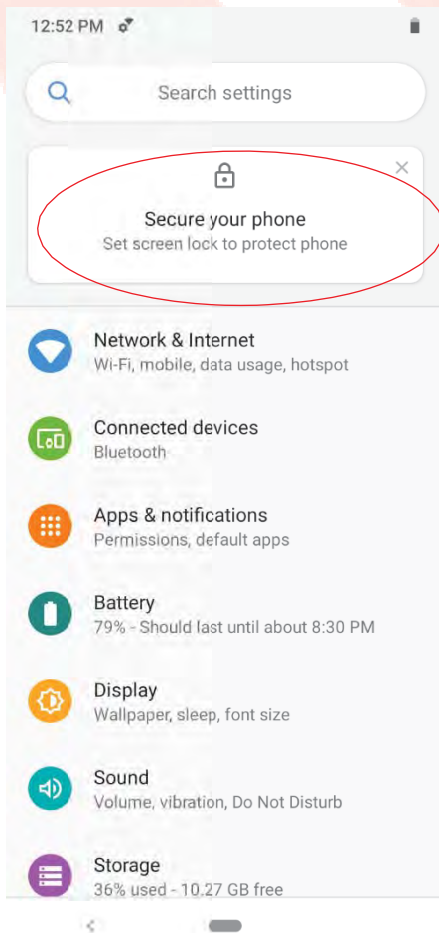 12:52 PM
Search settings
Secure your phone
Set screen lock to protect phone
Network & Internet
Wi-Fi, mobile, data usage, hotspot
Connected devices
Bluetooth
Apps & notifications
Permissions, default apps
Battery
79% - Should last until about 8:30 PM
Display
Wallpaper, sleep, font size
Sound
Volume, vibration, Do Not Disturb
Storage
36% used - 10.27 GB free